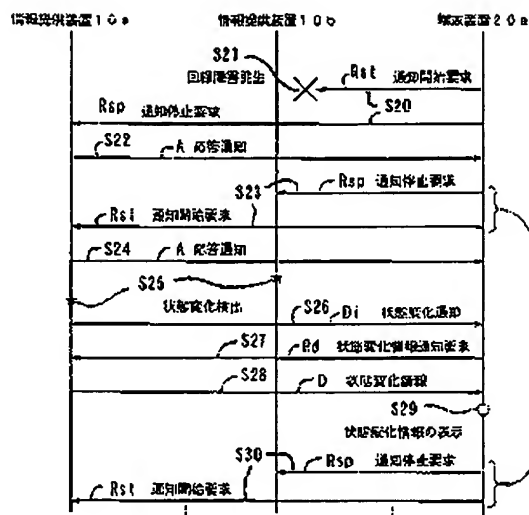 情報提供装置10a 情報提供装置10b 端末装置20a
S21
回線障害発生 Rst 通知開始要求
Rsp 通知停止要求 S20
S22 A 応答通知
S23 Rsp 通知停止要求
Rst 通知開始要求
S24 A 応答通知
S25
状態変化検出 S26 Di 状態変化通知
S27 Rd 状態変化情報通知要求
S28 D 状態変化情報
S29
状態変化情報の表示
S30 Rsp 通知停止要求
Rst 通知開始要求